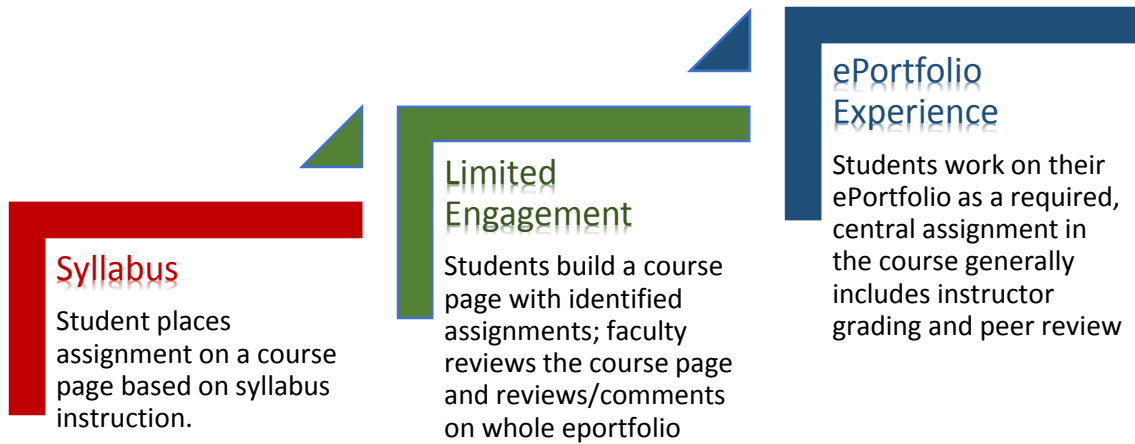 Syllabus
Student places
assignment on a course
page based on syllabus
instruction.
Limited
Engagement
Students build a course
page with identified
assignments; faculty
reviews the course page
and reviews/comments
on whole eportfolio
ePortfolio
Experience
Students work on their
ePortfolio as a required,
central assignment in
the course generally
includes instructor
grading and peer review